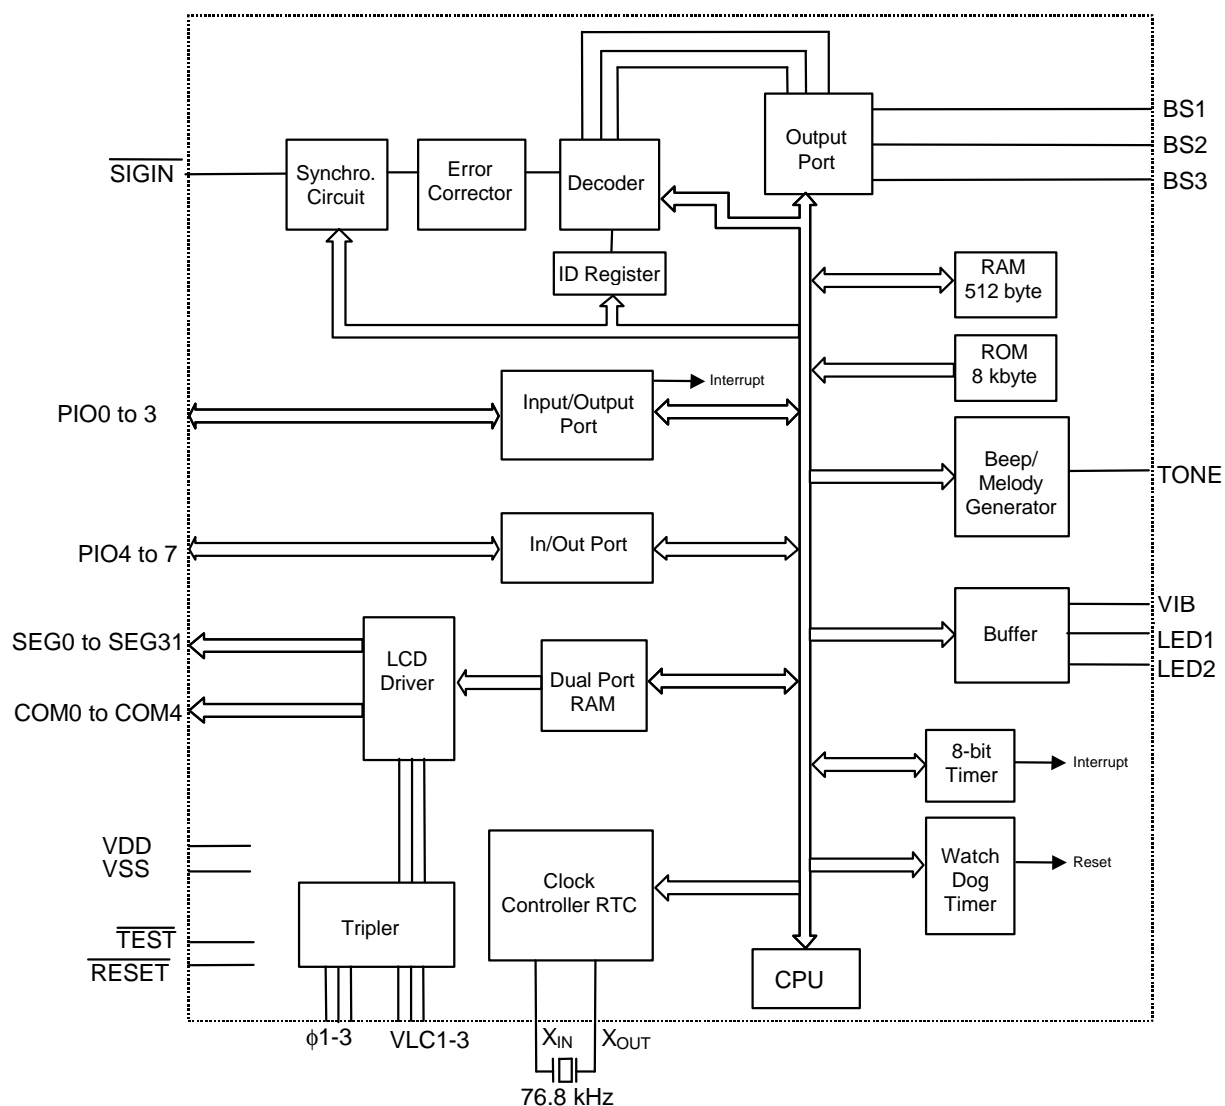 BS1
Output
Port
BS2
BS3
SIGIN
Synchro.
Circuit
Error
Corrector
Decoder
ID Register
RAM
512 byte
ROM
8 kbyte
Interrupt
PIO0 to 3
Input/Output
Port
Beep/
Melody
Generator
TONE
PIO4 to 7
In/Out Port
VIB
SEG0 to SEG31
LCD
Driver
Buffer
LED1
LED2
Dual Port
RAM
COM0 to COM4
8-bit
Timer
Interrupt
VDD
VSS
Clock
Controller RTC
Watch
Dog
Timer
Reset
Tripler
TEST
RESET
CPU
ϕ1-3
VLC1-3
XIN
XOUT
76.8 kHz